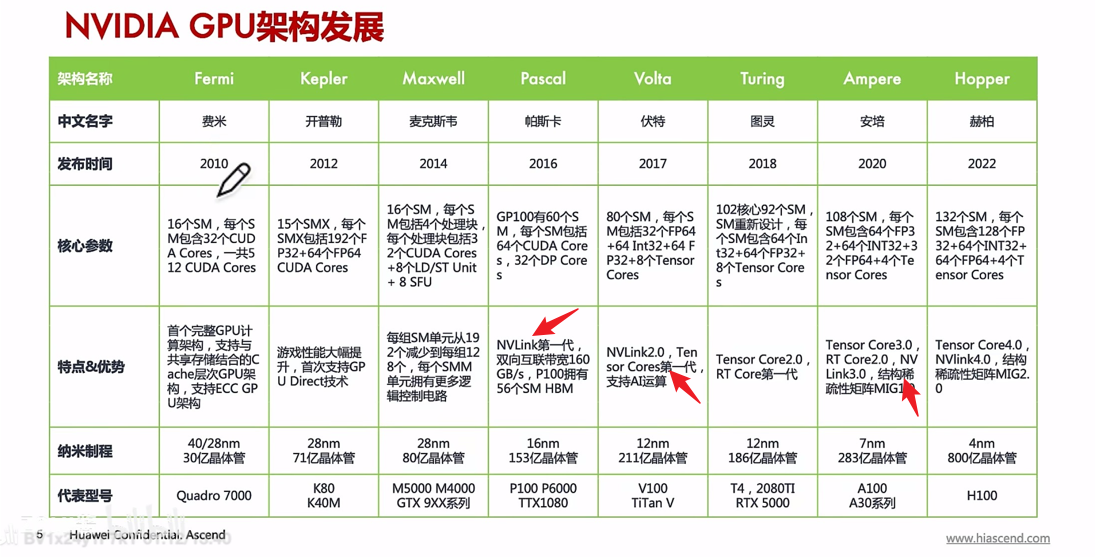 NVIDIA GPU架构发展
架构名称 Fermi Kepler Maxwell Pascal Volta Turing Ampere Hopper
中文名字 费米 开普勒 麦克斯韦 帕斯卡 伏特 图灵 安培 赫柏
发布时间 2010 2012 2014 2016 2017 2018 2020 2022
核心参数
16个SM，每个S
M包含32个CUD
A Cores，一共5
12 CUDA Cores
15个SMX，每个
SMX包括192个F
P32+64个FP64
CUDA Cores
16个SM，每个S
M包括4个处理块，
每个处理块包括3
2个CUDA Cores
+8个LD/ST Unit
+ 8 SFU
GP100有60个S
M，每个SM包括
64个CUDA Core
s，32个DP Core
s
80个SM，每个S
M包括32个FP64
+64 Int32+64 F
P32+8个Tensor
Cores
102核心92个SM，
SM重新设计，每
个SM包含64个In
t32+64个FP32+
8个Tensor Core
s
108个SM，每个
SM包含64个FP3
2+64个INT32+3
2个FP64+4个Te
nsor Cores
132个SM，每个
SM包含128个FP
32+64个INT32+
64个FP64+4个T
ensor Cores
特点&优势
首个完整GPU计
算架构，支持与
共享存储结合的C
ache层次GPU架
构，支持ECC GP
U架构
游戏性能大幅提
升，首次支持GP
U Direct技术
每组SM单元从19
2个减少到每组12
8个，每个SMM
单元拥有更多逻
辑控制电路
NVLink第一代，
双向互联带宽160
GB/s，P100拥有
56个SM HBM
NVLink2.0，Ten
sor Cores第一代，
支持AI运算
Tensor Core2.0，
RT Core第一代
Tensor Core3.0，
RT Core2.0，NV
Link3.0，结构稀
疏性矩阵MIG1.0
Tensor Core4.0，
NVlink4.0，结构
稀疏性矩阵MIG2.
0
纳米制程
40/28nm
30亿晶体管
28nm
71亿晶体管
28nm
80亿晶体管
16nm
153亿晶体管
12nm
211亿晶体管
12nm
186亿晶体管
7nm
283亿晶体管
4nm
800亿晶体管
代表型号
Quadro 7000
K80
K40M
M5000 M4000
GTX 9XX系列
P100 P6000
TTX1080
V100
TiTan V
T4，2080TI
RTX 5000
A100
A30系列
H100
6 Huawei Confidential, Ascend
www.hiascend.com